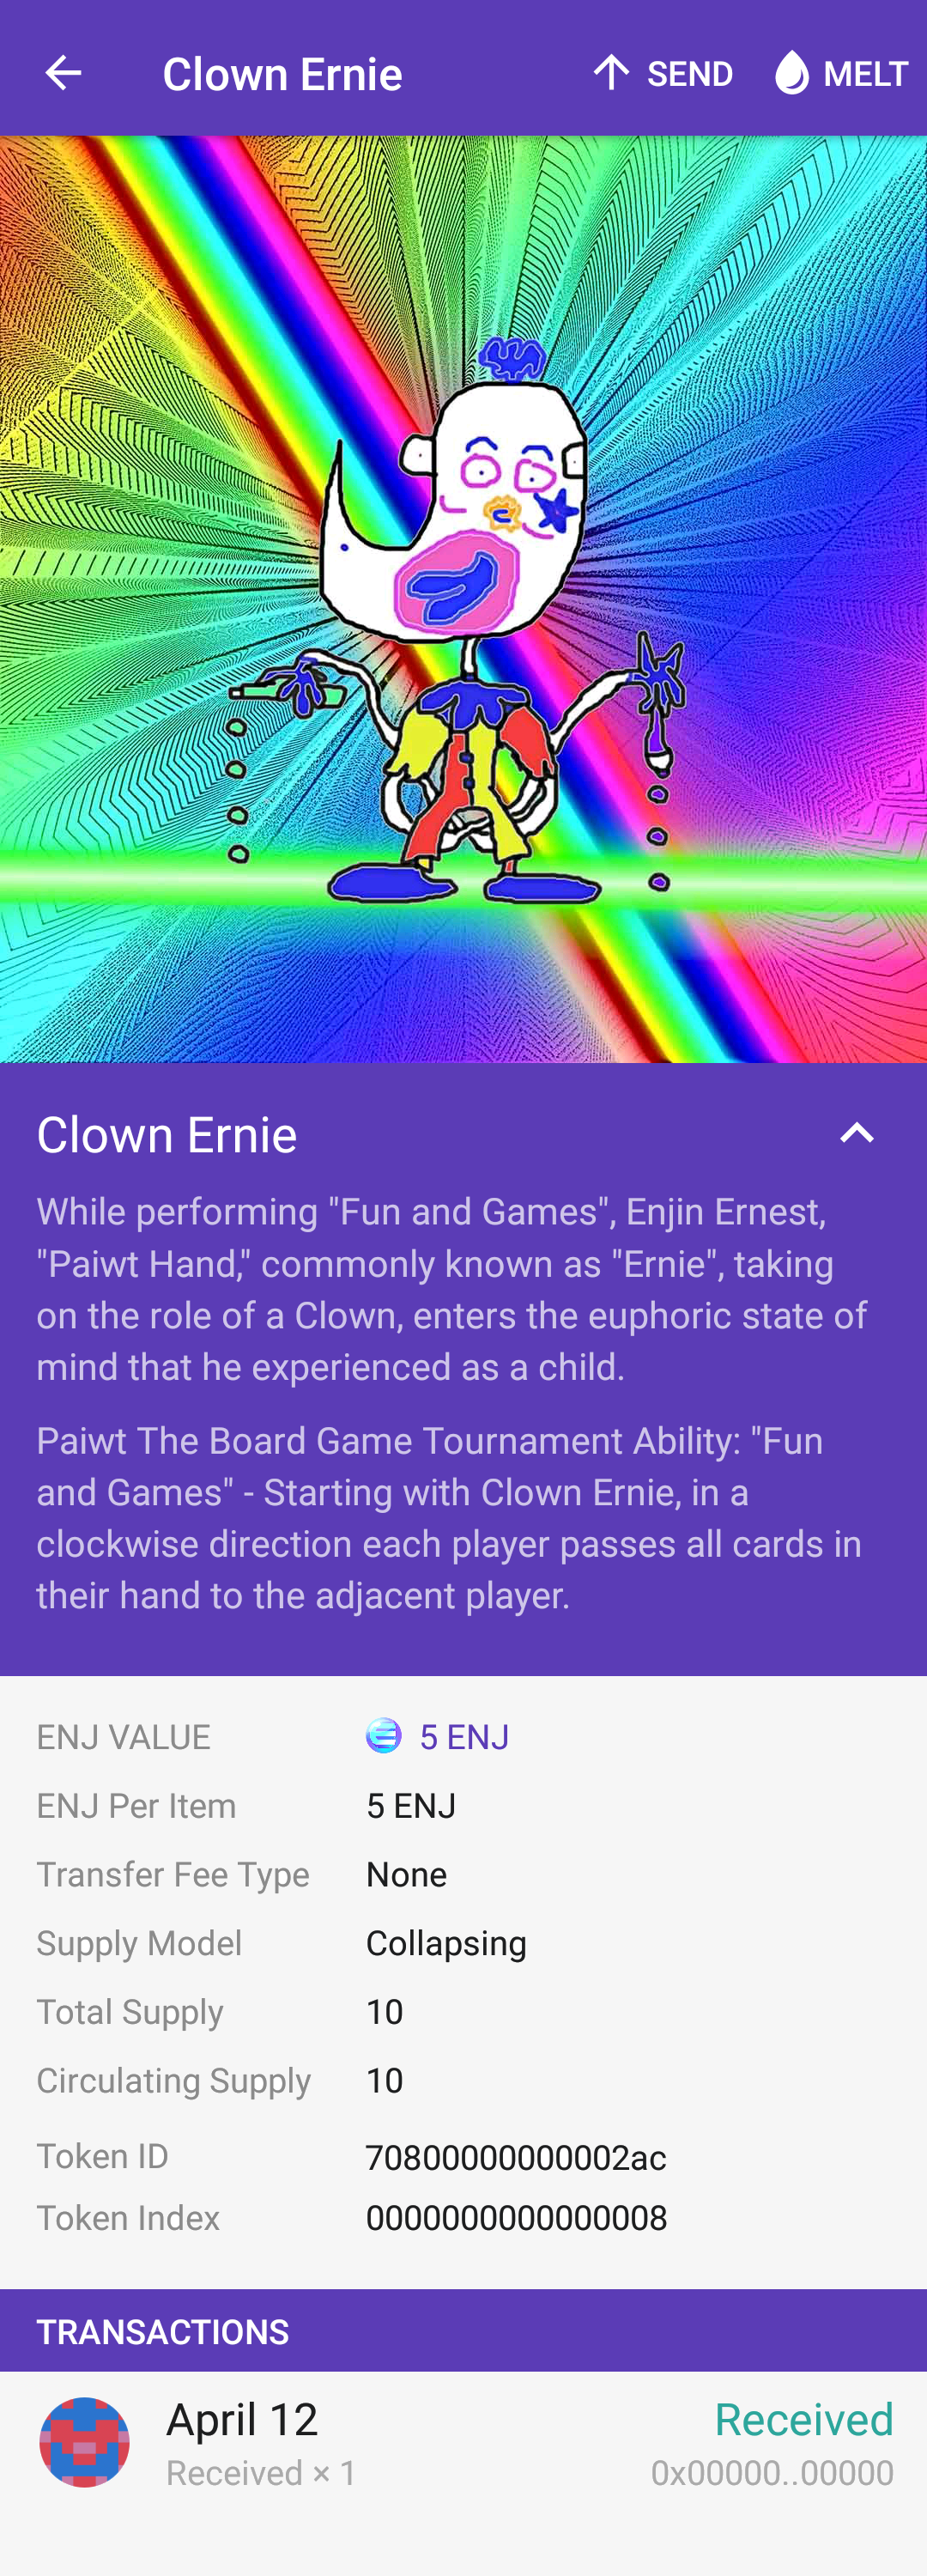 Clown Ernie
SEND
MELT
Clown Ernie
While performing "Fun and Games", Enjin Ernest,
"Paiwt Hand," commonly known as "Ernie", taking
on the role of a Clown, enters the euphoric state of
mind that he experienced as a child.
Paiwt The Board Game Tournament Ability: "Fun
and Games" - Starting with Clown Ernie, in a
clockwise direction each player passes all cards in
their hand to the adjacent player.
ENJ VALUE 5 ENJ
ENJ Per Item 5 ENJ
Transfer Fee Type None
Supply Model Collapsing
Total Supply 10
Circulating Supply 10
Token ID 70800000000002ac
Token Index 0000000000000008
TRANSACTIONS
April 12 Received
Received × 1 0x00000..00000